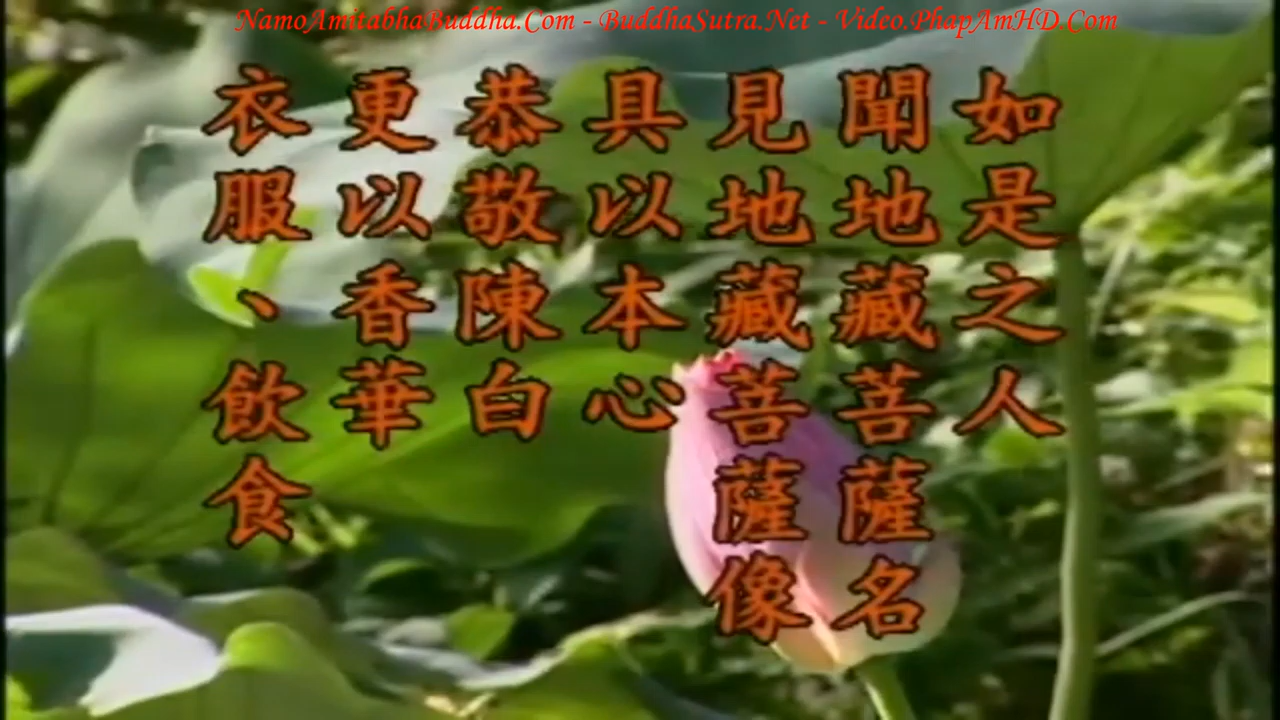 NamoAmitabhaBuddha.Com - BuddhaSutra.Net - Video.PhapAmHD.Com
如是之人
聞地藏菩薩名
見地藏菩薩像
具以本心
恭敬陳白
更以香華
衣服、飲食